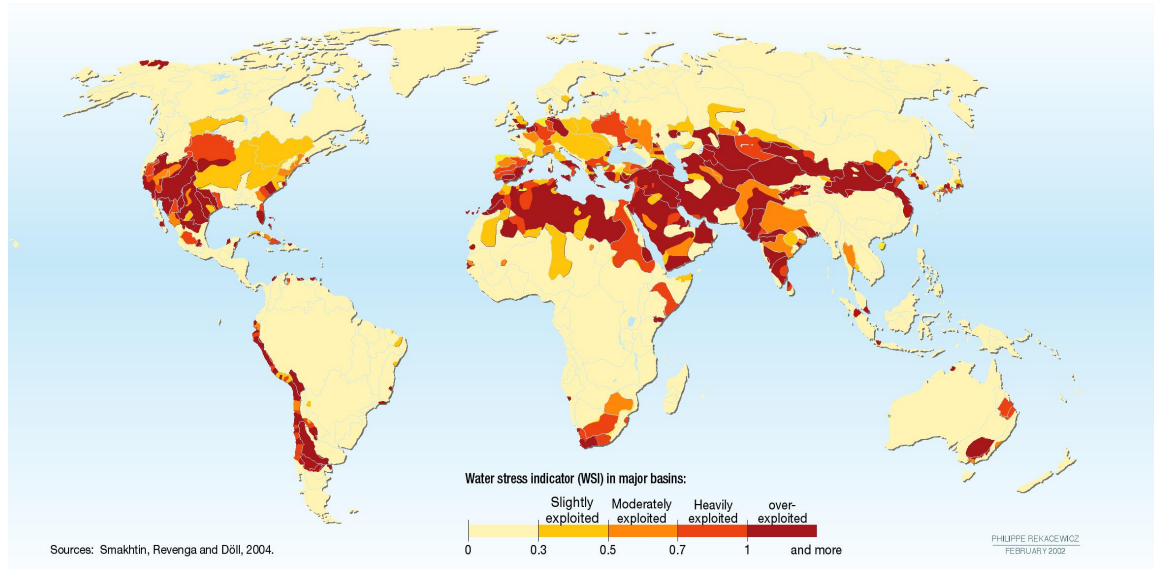 Water stress indicator (WSI) in major basins:
Slightly exploited
Moderately exploited
Heavily exploited
over-exploited
0 0.3 0.5 0.7 1 and more
Sources: Smakhtin, Revenga and Döll, 2004.
PHILIPPE REKACEWICZ
FEBRUARY 2002